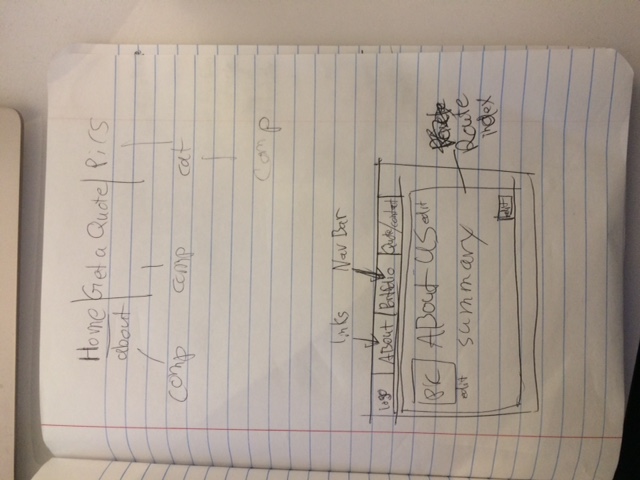 Home Get a Quote Pics
about
comp comp cat
comp
links Nav Bar
Logo About Portfolio Quote/contact
Pic About US edit
edit summary
Route
index
edit